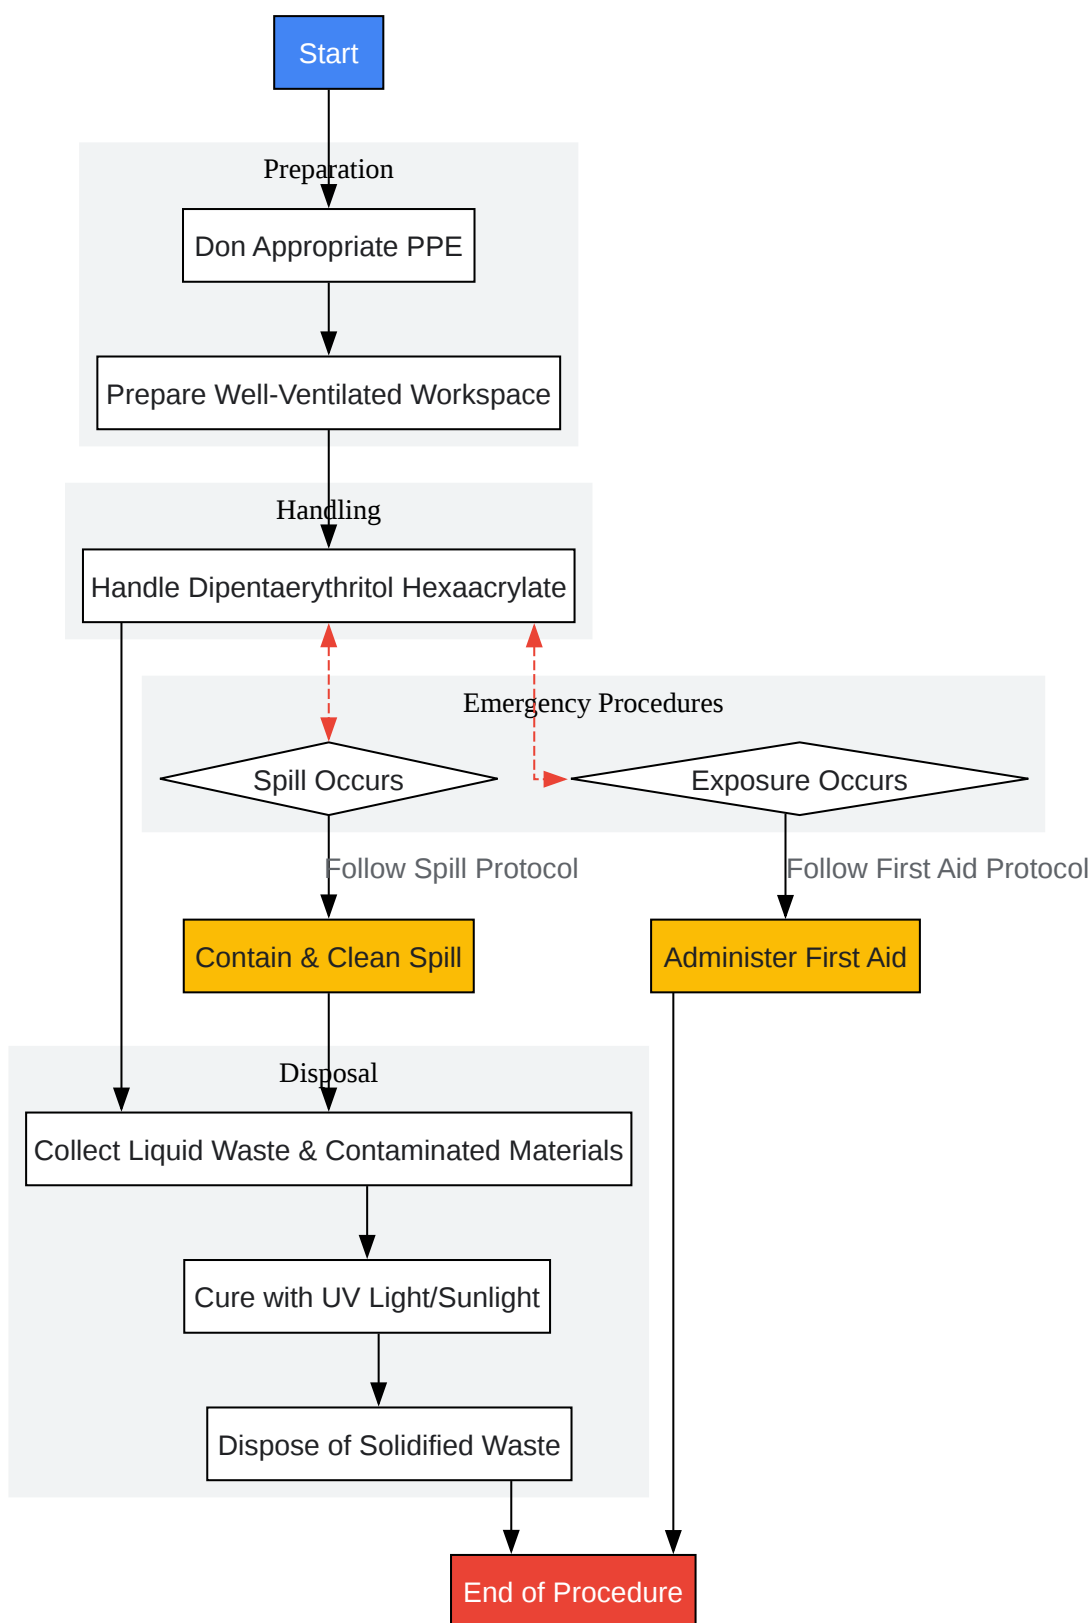 Start
Preparation
Don Appropriate PPE
Prepare Well-Ventilated Workspace
Handling
Handle Dipentaerythritol Hexaacrylate
Emergency Procedures
Spill Occurs
Exposure Occurs
Follow Spill Protocol
Follow First Aid Protocol
Contain & Clean Spill
Administer First Aid
Disposal
Collect Liquid Waste & Contaminated Materials
Cure with UV Light/Sunlight
Dispose of Solidified Waste
End of Procedure